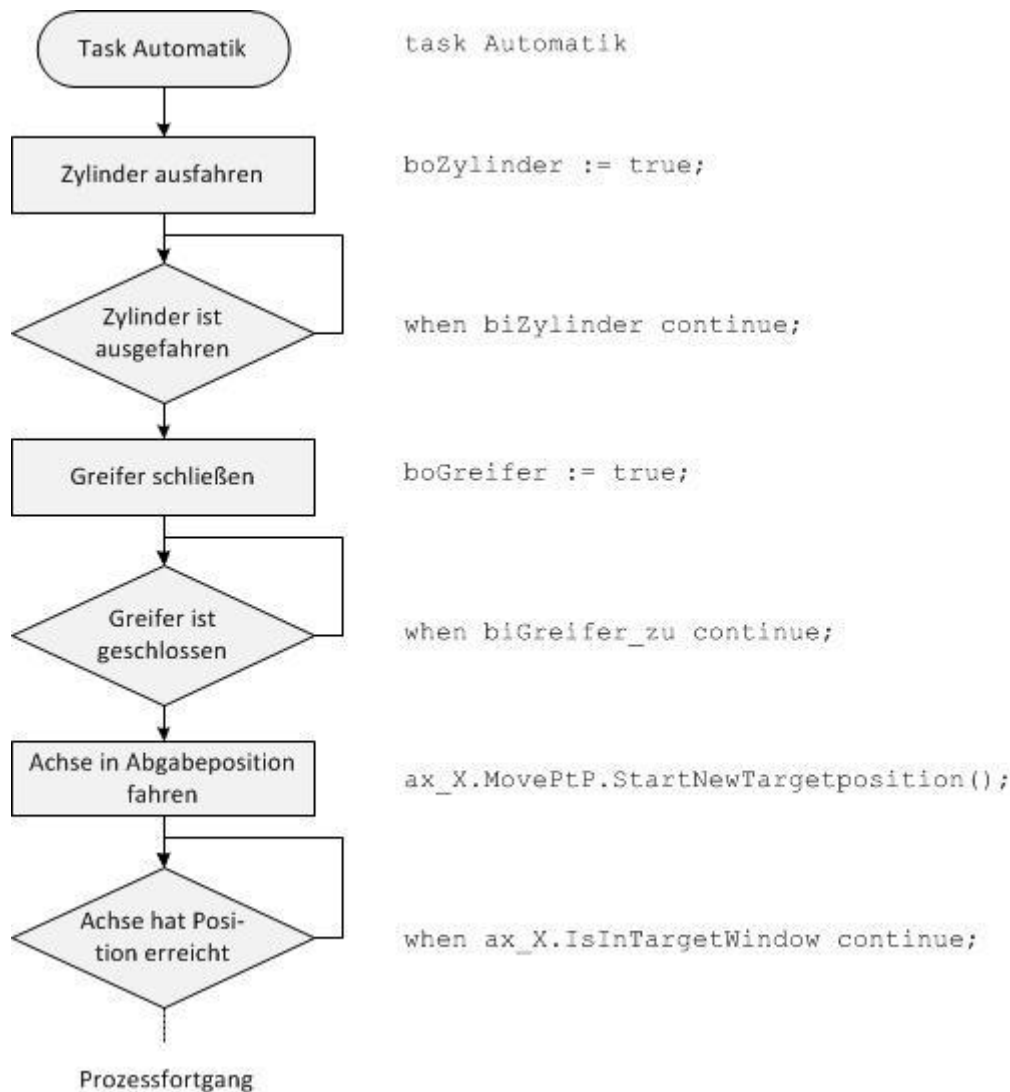 Task Automatik
task Automatik
Zylinder ausfahren
boZylinder := true;
Zylinder ist
ausgefahren
when biZylinder continue;
Greifer schließen
boGreifer := true;
Greifer ist
geschlossen
when biGreifer_zu continue;
Achse in Abgabeposition
fahren
ax_X.MovePtP.StartNewTargetposition();
Achse hat Posi-
tion erreicht
when ax_X.IsInTargetWindow continue;
Prozessfortgang